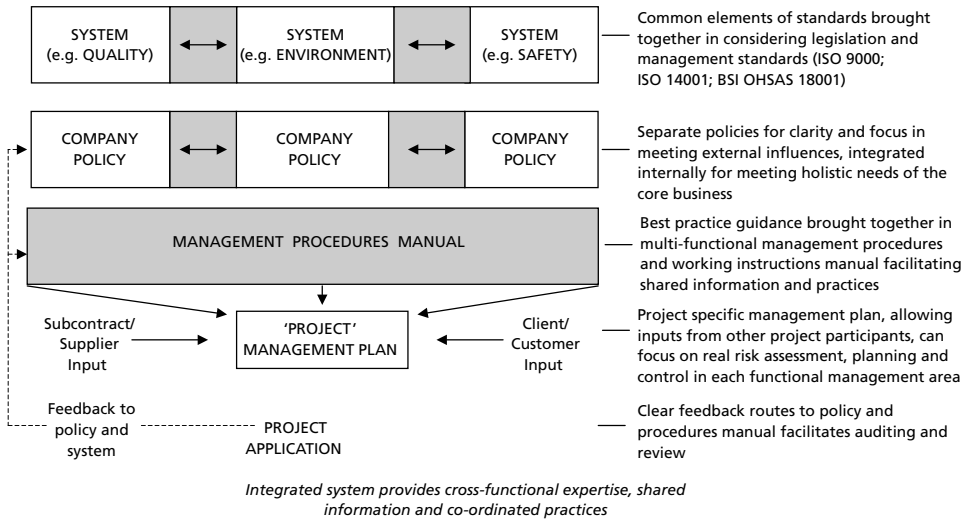 SYSTEM
(e.g. QUALITY)
SYSTEM
(e.g. ENVIRONMENT)
SYSTEM
(e.g. SAFETY)
Common elements of standards brought
together in considering legislation and
management standards (ISO 9000;
ISO 14001; BSI OHSAS 18001)
COMPANY
POLICY
COMPANY
POLICY
COMPANY
POLICY
Separate policies for clarity and focus in
meeting external influences, integrated
internally for meeting holistic needs of the
core business
MANAGEMENT PROCEDURES MANUAL
Best practice guidance brought together in
multi-functional management procedures
and working instructions manual facilitating
shared information and practices
Subcontract/
Supplier
Input
‘PROJECT’
MANAGEMENT PLAN
Client/
Customer
Input
Project specific management plan, allowing
inputs from other project participants, can
focus on real risk assessment, planning and
control in each functional management area
Feedback to
policy and
system
PROJECT
APPLICATION
Clear feedback routes to policy and
procedures manual facilitates auditing and
review
Integrated system provides cross-functional expertise, shared
information and co-ordinated practices